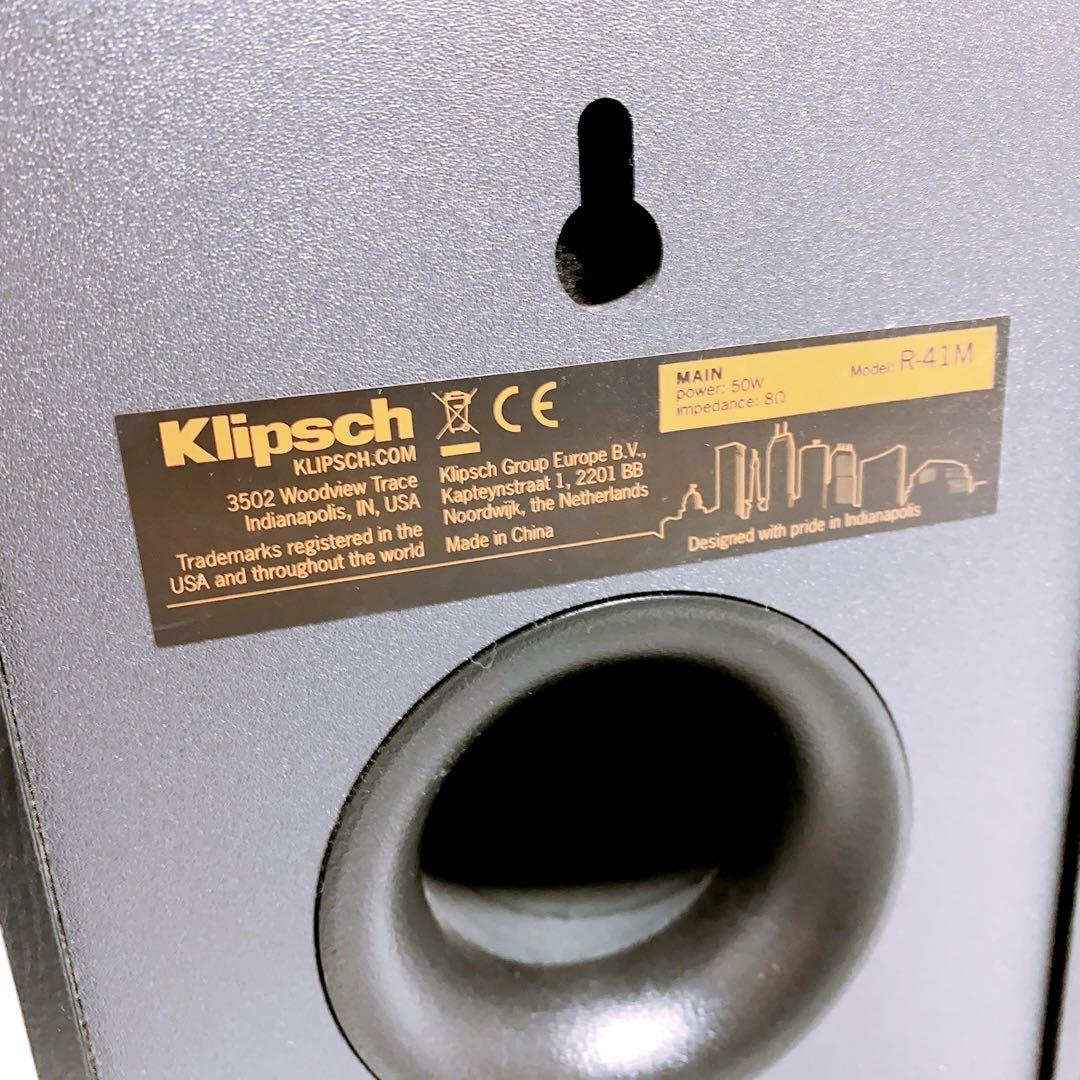 Klipsch
KLIPSCH.COM
3502 Woodview Trace
Indianapolis, IN, USA
Trademarks registered in the
USA and throughout the world
CE
Klipsch Group Europe B.V.,
Kapteynstraat 1, 2201 BB
Noordwijk, the Netherlands
Made in China
MAIN
power: 50W
impedance: 8Ω
Model: R-41M
Designed with pride in Indianapolis